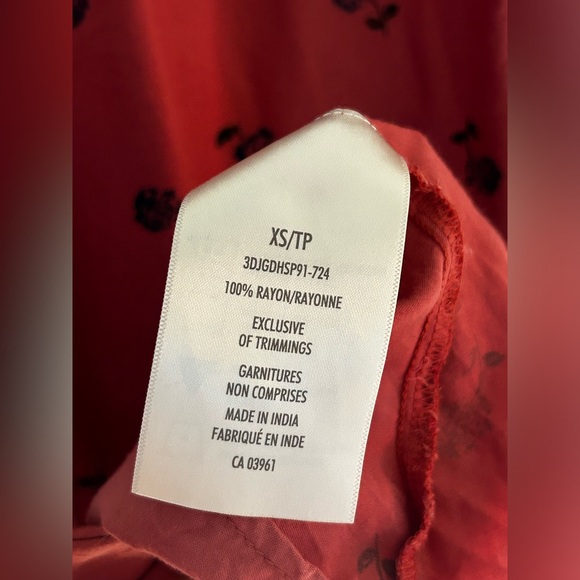 XS/TP
3DJGDHSP91-724
100% RAYON/RAYONNE
EXCLUSIVE
OF TRIMMINGS
GARNITURES
NON COMPRISES
MADE IN INDIA
FABRIQUÉ EN INDE
CA 03961